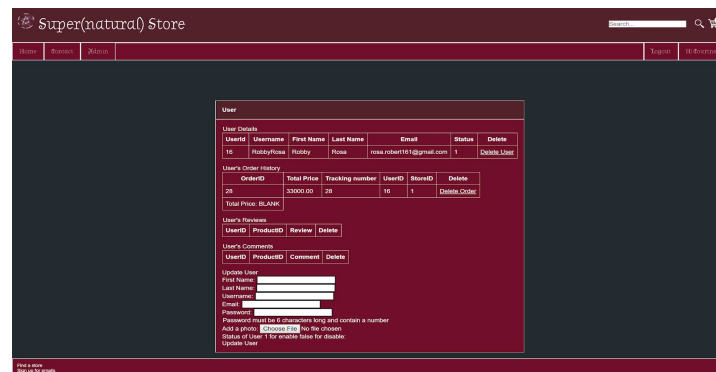 Super(natural) Store
Search...
Home Contact Admin Logout Hi Courtne
User
User Details
UserId Username First Name Last Name Email Status Delete
16 RobbyRosa Robby Rosa rosa.robert161@gmail.com 1 Delete User
User's Order History
OrderID Total Price Tracking number UserID StoreID Delete
28 33000.00 28 16 1 Delete Order
Total Price: BLANK
User's Reviews
UserID ProductID Review Delete
User's Comments
UserID ProductID Comment Delete
Update User
First Name:
Last Name:
Username:
Email:
Password:
Password must be 6 characters long and contain a number
Add a photo: Choose File No file chosen
Status of User 1 for enable false for disable:
Update User
Find a store
Sign up for emails